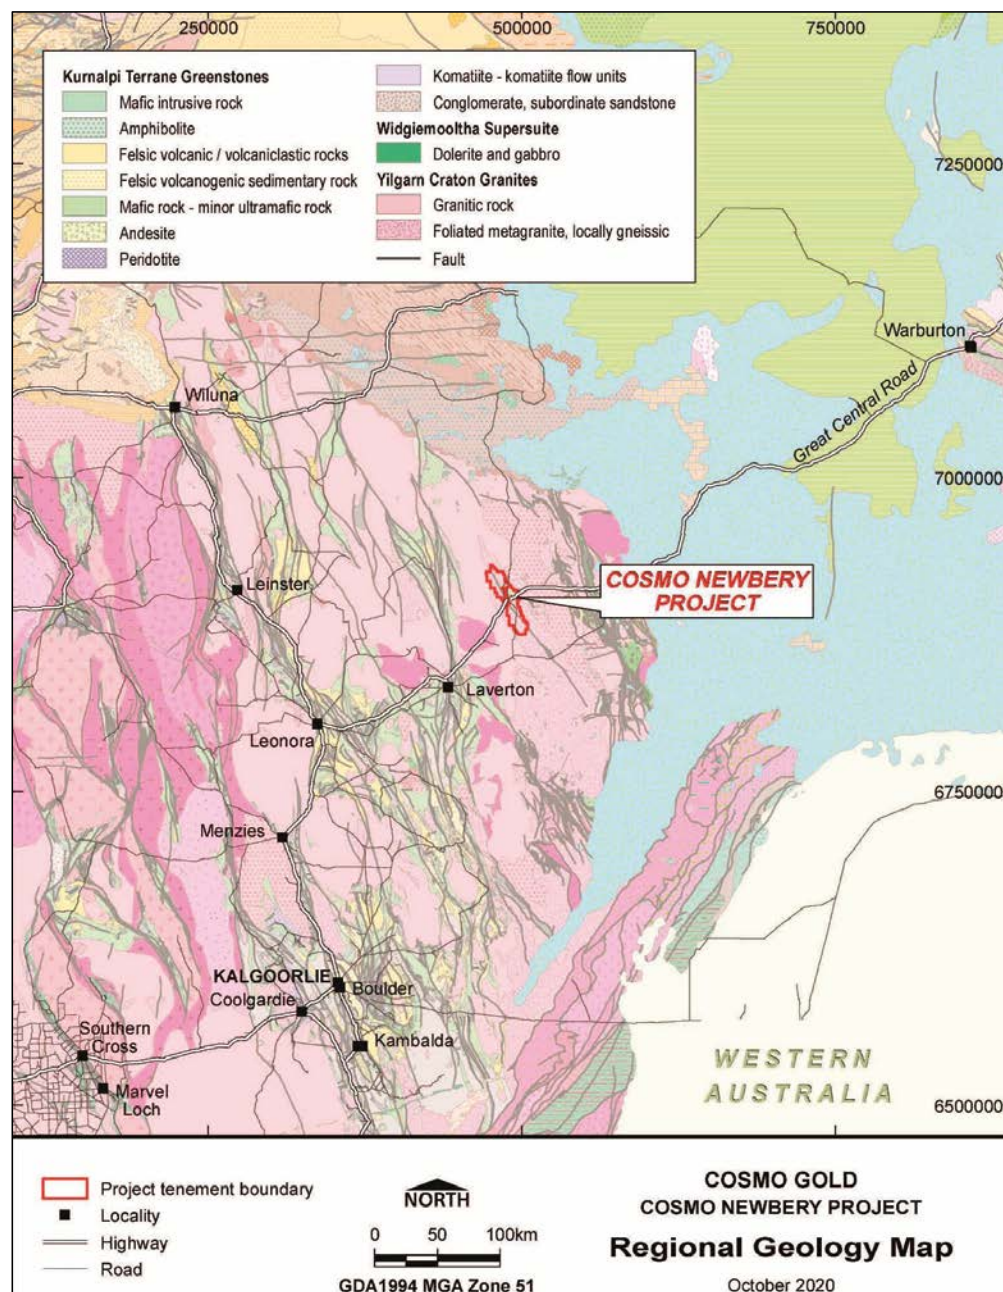 250000
500000
750000
Kurnalpi Terrane Greenstones
Mafic intrusive rock
Amphibolite
Felsic volcanic / volcaniclastic rocks
Felsic volcanogenic sedimentary rock
Mafic rock - minor ultramafic rock
Andesite
Peridotite
Komatiite - komatiite flow units
Conglomerate, subordinate sandstone
Widgiemooltha Supersuite
Dolerite and gabbro
Yilgarn Craton Granites
Granitic rock
Foliated metagranite, locally gneissic
Fault
7250000
Warburton
Wiluna
Great Central Road
7000000
Leinster
COSMO NEWBERY
PROJECT
Laverton
Leonora
6750000
Menzies
KALGOORLIE
Boulder
Coolgardie
Kambalda
Southern
Cross
Marvel
Loch
WESTERN
AUSTRALIA
6500000
Project tenement boundary
Locality
Highway
Road
NORTH
0 50 100km
GDA1994 MGA Zone 51
COSMO GOLD
COSMO NEWBERY PROJECT
Regional Geology Map
October 2020